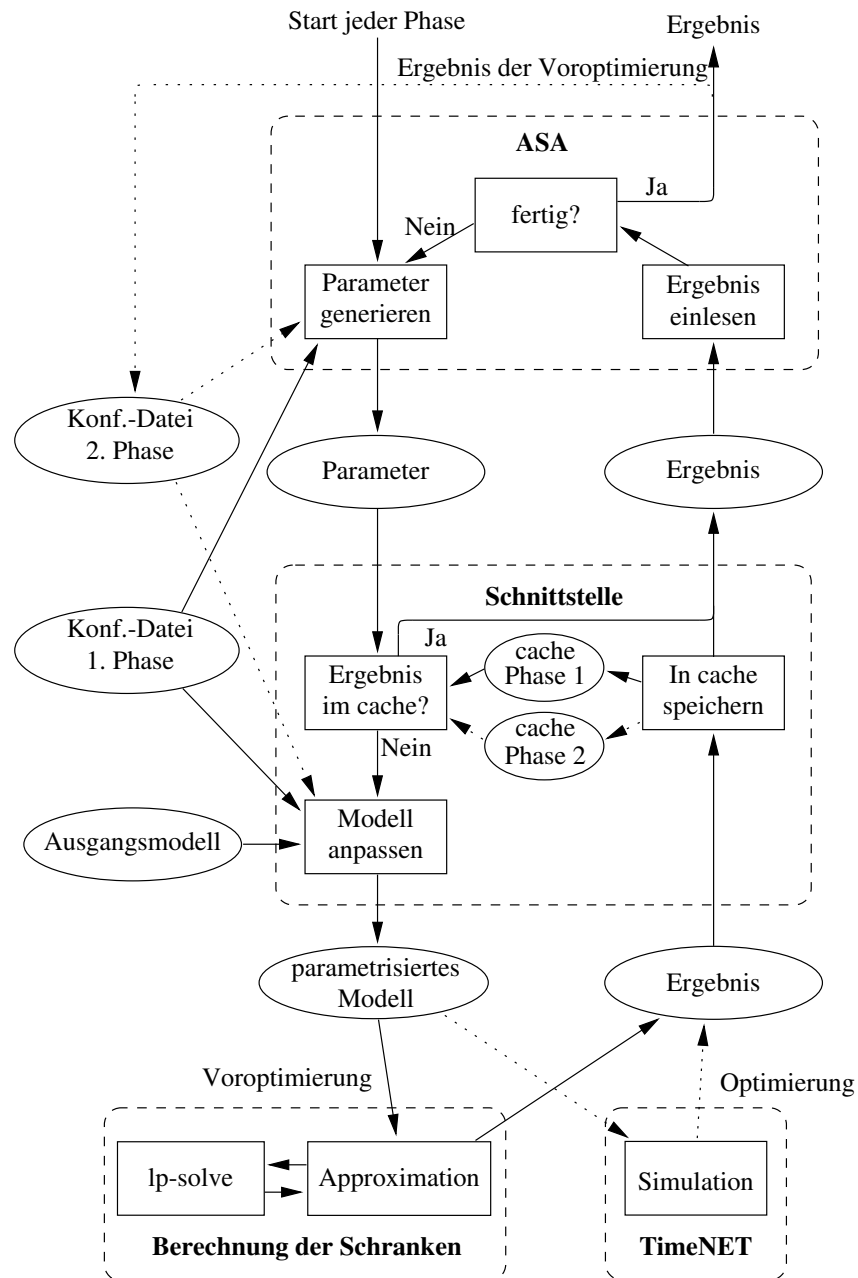 Start jeder Phase
Ergebnis
Ergebnis der Voroptimierung
ASA
Ja
fertig?
Nein
Parameter
generieren
Ergebnis
einlesen
Konf.-Datei
2. Phase
Parameter
Ergebnis
Schnittstelle
Konf.-Datei
1. Phase
Ja
Ergebnis
im cache?
cache
Phase 1
cache
Phase 2
In cache
speichern
Nein
Ausgangsmodell
Modell
anpassen
parametrisiertes
Modell
Ergebnis
Voroptimierung
Optimierung
lp-solve
Approximation
Simulation
Berechnung der Schranken
TimeNET